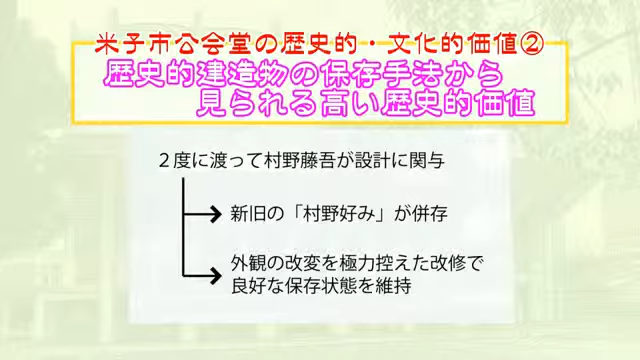 米子市公会堂の歴史的・文化的価値②
歴史的建造物の保存手法から
見られる高い歴史的価値
２度に渡って村野藤吾が設計に関与
新旧の「村野好み」が併存
外観の改変を極力控えた改修で
良好な保存状態を維持